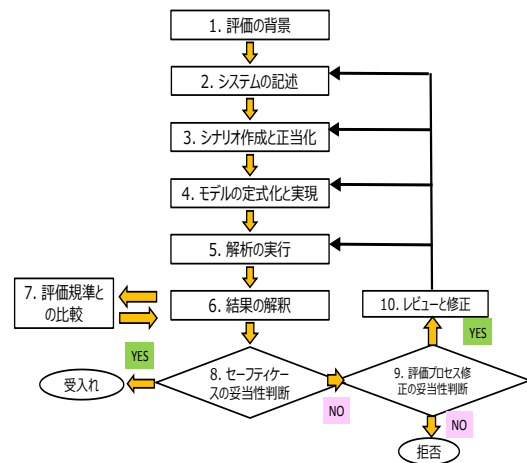 1. 評価の背景
2. システムの記述
3. シナリオ作成と正当化
4. モデルの定式化と実現
5. 解析の実行
7. 評価規準と
の比較
6. 結果の解釈
10. レビューと修正
YES
YES
8. セーフティケー
スの妥当性判断
9. 評価プロセス修
正の妥当性判断
受入れ
NO
NO
拒否